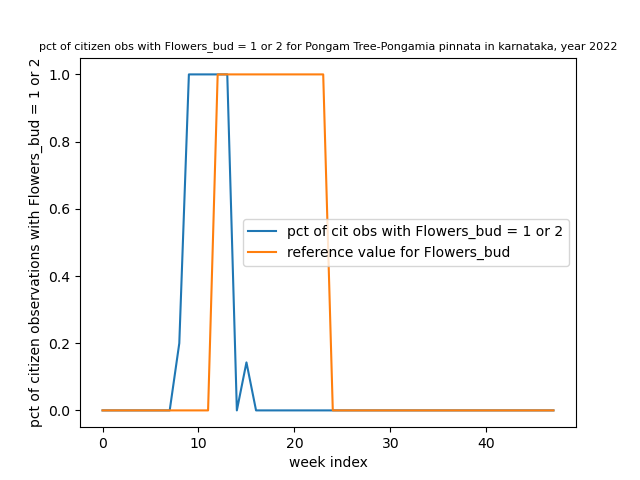 pct of citizen obs with Flowers_bud = 1 or 2 for Pongam Tree-Pongamia pinnata in karnataka, year 2022
pct of citizen observations with Flowers_bud = 1 or 2
1.0
0.8
0.6
0.4
0.2
0.0
pct of cit obs with Flowers_bud = 1 or 2
reference value for Flowers_bud
0 10 20 30 40
week index